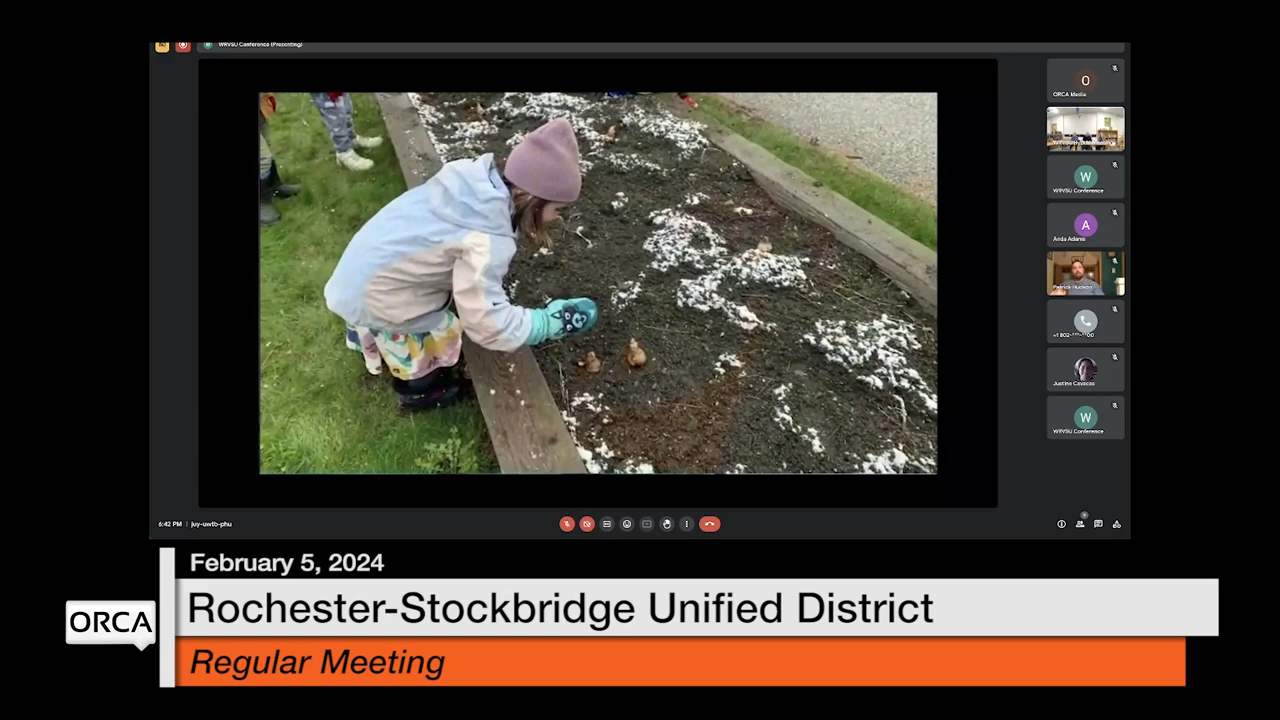 WRVSU Conference (Presenting)
O
ORCA Media
W
WRVSU Conference
A
Anda Adams
Patrick Hudson
Justine Cavacas
W
WRVSU Conference
6:42 PM | juy-uwtb-phu
February 5, 2024
Rochester-Stockbridge Unified District
ORCA
Regular Meeting